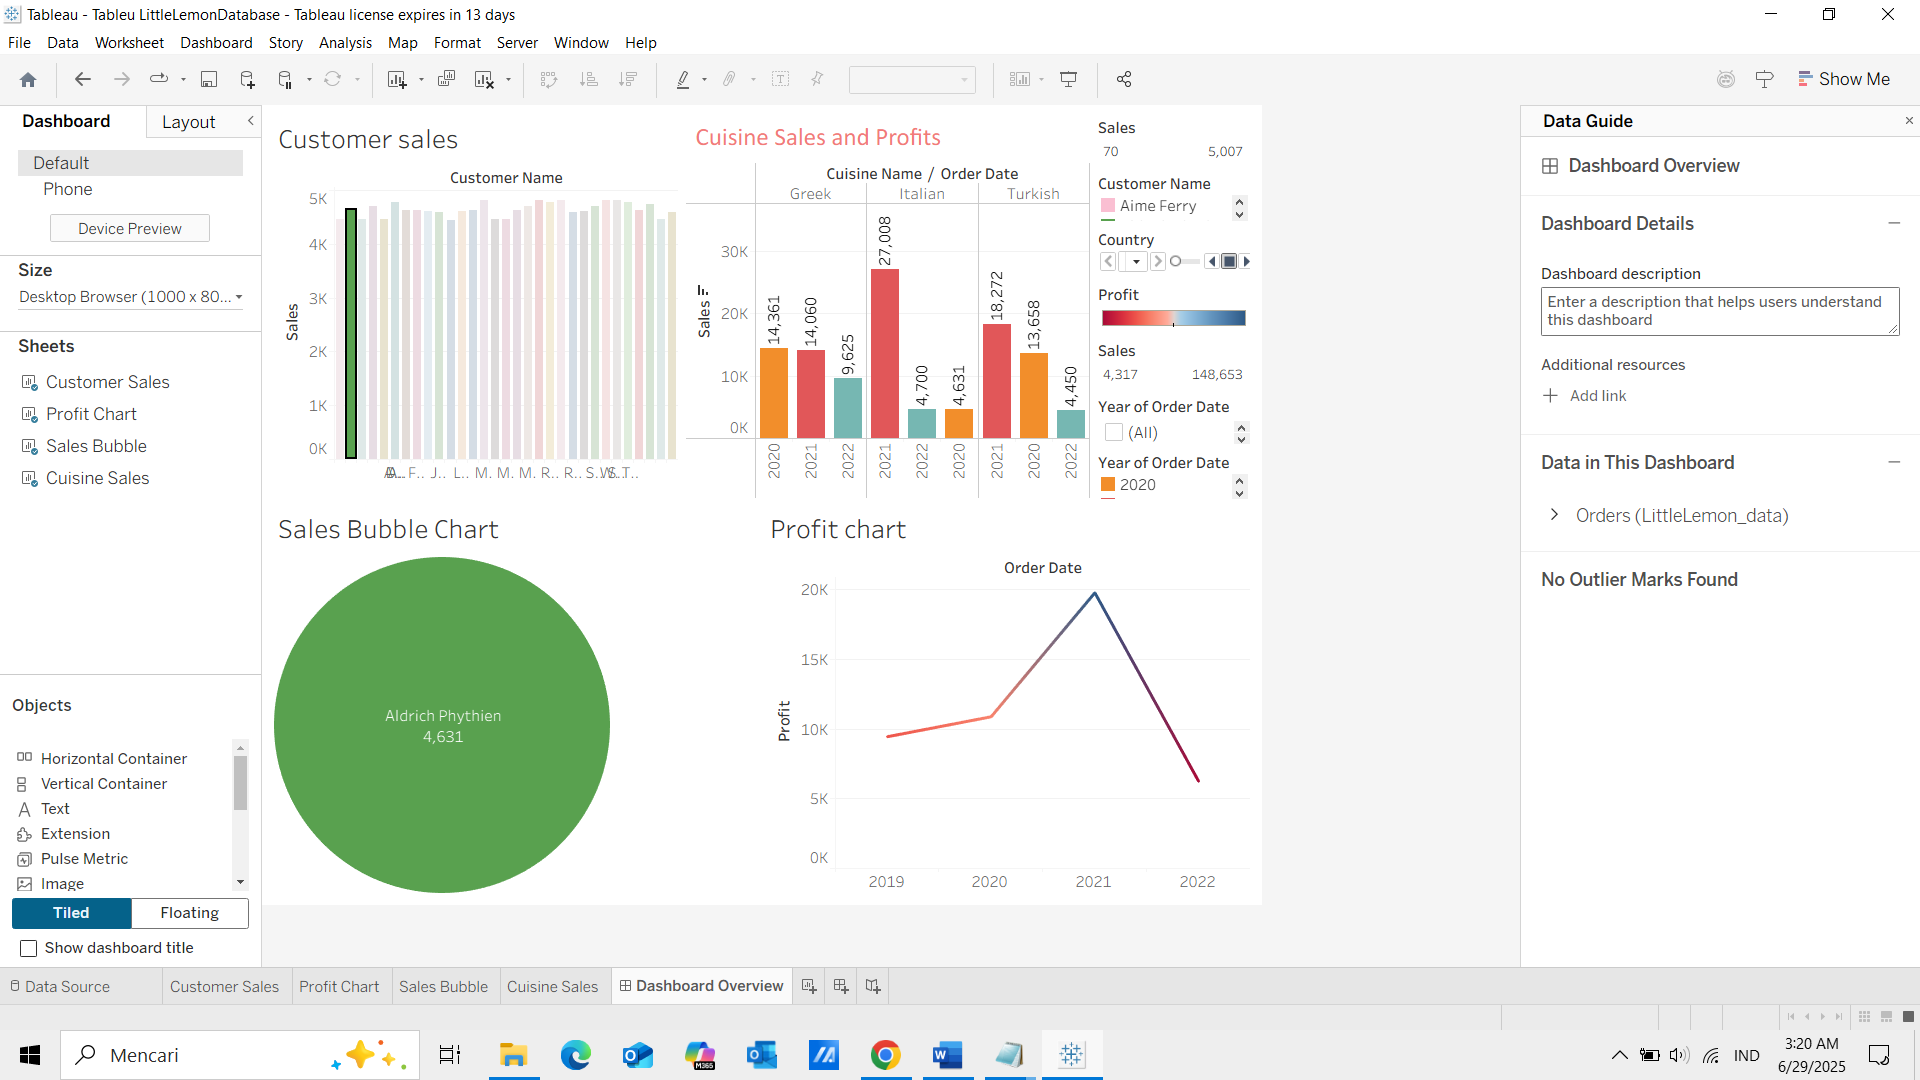 Tableau - Tableu LittleLemonDatabase - Tableau license expires in 13 days
File Data Worksheet Dashboard Story Analysis Map Format Server Window Help
Show Me
Dashboard
Layout
Default
Phone
Device Preview
Size
Desktop Browser (1000 x 80...
Sheets
Customer Sales
Profit Chart
Sales Bubble
Cuisine Sales
Objects
Horizontal Container
Vertical Container
Text
Extension
Pulse Metric
Image
Tiled
Floating
Show dashboard title
Customer sales
Customer Name
Sales
5K
4K
3K
2K
1K
0K
F.. J.. L.. M. M. M. R.. R.. T..
Cuisine Sales and Profits
Cuisine Name / Order Date
Greek Italian Turkish
Sales
30K
20K
10K
0K
14,361 14,060 9,625 27,008 4,700 4,631 18,272 13,658 4,450
2020 2021 2022 2021 2022 2020 2021 2020 2022
Sales
70 5,007
Customer Name
Aime Ferry
Country
Profit
Sales
4,317 148,653
Year of Order Date
(All)
Year of Order Date
2020
Sales Bubble Chart
Aldrich Phythien
4,631
Profit chart
Order Date
Profit
20K
15K
10K
5K
0K
2019 2020 2021 2022
Data Guide
Dashboard Overview
Dashboard Details
Dashboard description
Enter a description that helps users understand
this dashboard
Additional resources
Add link
Data in This Dashboard
Orders (LittleLemon_data)
No Outlier Marks Found
Data Source
Customer Sales
Profit Chart
Sales Bubble
Cuisine Sales
Dashboard Overview
Mencari
M365
IND
3:20 AM
6/29/2025